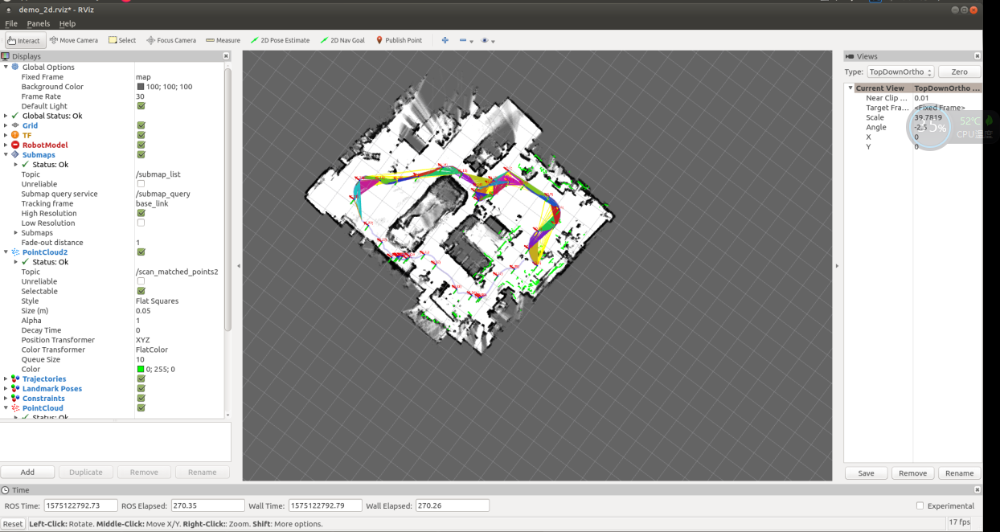 demo_2d.rviz* - RViz
File Panels Help
Interact Move Camera Select Focus Camera Measure 2D Pose Estimate 2D Nav Goal Publish Point
Displays
Global Options
Fixed Frame map
Background Color 100; 100; 100
Frame Rate 30
Default Light
Global Status: Ok
Grid
TF
RobotModel
Submaps
Status: Ok
Topic /submap_list
Unreliable
Submap query service /submap_query
Tracking frame base_link
High Resolution
Low Resolution
Submaps
Fade-out distance 1
PointCloud2
Status: Ok
Topic /scan_matched_points2
Unreliable
Selectable
Style Flat Squares
Size (m) 0.05
Alpha 1
Decay Time 0
Position Transformer XYZ
Color Transformer FlatColor
Queue Size 10
Color 0; 255; 0
Trajectories
Landmark Poses
Constraints
PointCloud
Status: Ok
Add Duplicate Remove Rename
Views
Type: TopDownOrtho Zero
Current View TopDownOrtho ...
Near Clip ... 0.01
Target Fra... <Fixed Frame>
Scale 39.7819
Angle -2.5
X 0
Y 0
52°C
CPU温度
Save Remove Rename
Time
ROS Time: 1575122792.73 ROS Elapsed: 270.35 Wall Time: 1575122792.79 Wall Elapsed: 270.26 Experimental
Reset Left-Click: Rotate. Middle-Click: Move X/Y. Right-Click:: Zoom. Shift: More options. 17 fps